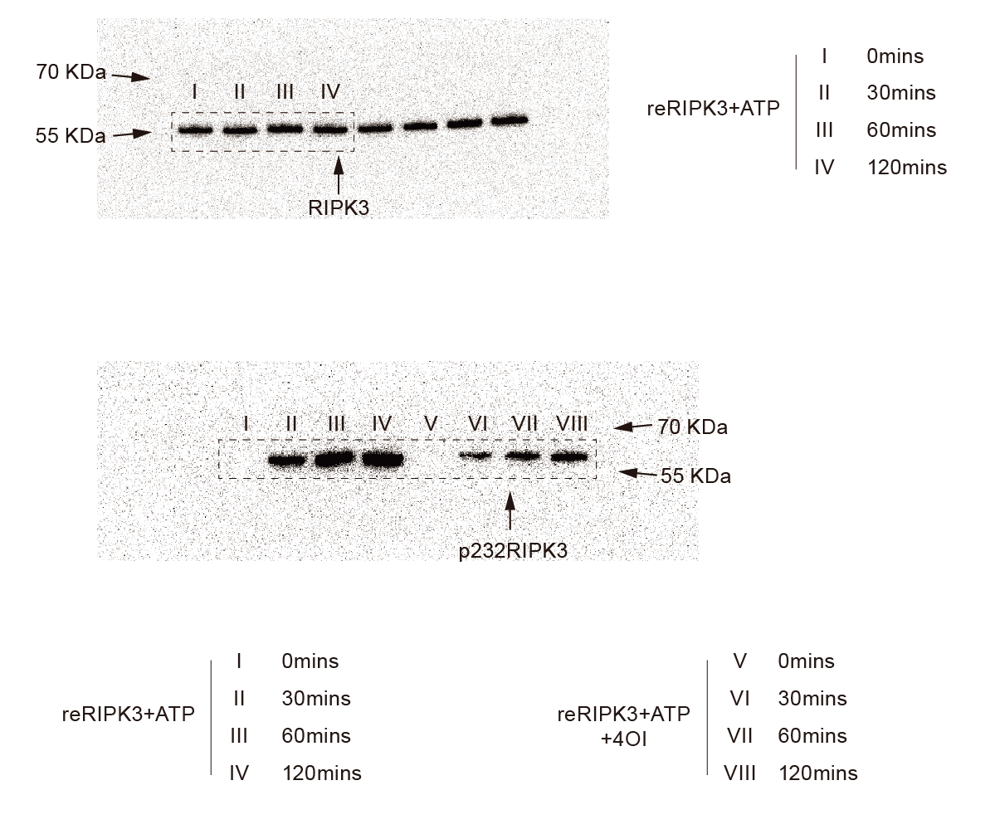 70 KDa
I II III IV
55 KDa
RIPK3
reRIPK3+ATP
I 0mins
II 30mins
III 60mins
IV 120mins
I II III IV V VI VII VIII
70 KDa
55 KDa
p232RIPK3
reRIPK3+ATP
I 0mins
II 30mins
III 60mins
IV 120mins
reRIPK3+ATP
+4OI
V 0mins
VI 30mins
VII 60mins
VIII 120mins